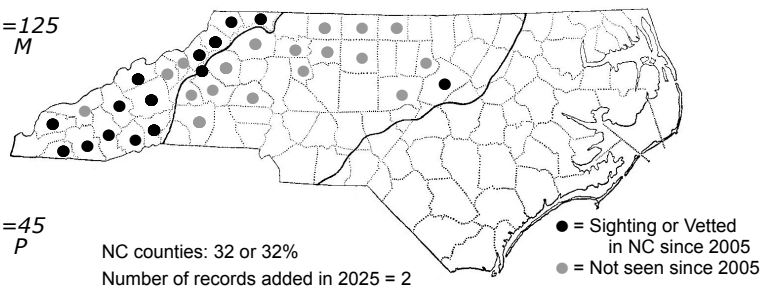 =125
M
=45
P
NC counties: 32 or 32%
Number of records added in 2025 = 2
= Sighting or Vetted
in NC since 2005
= Not seen since 2005